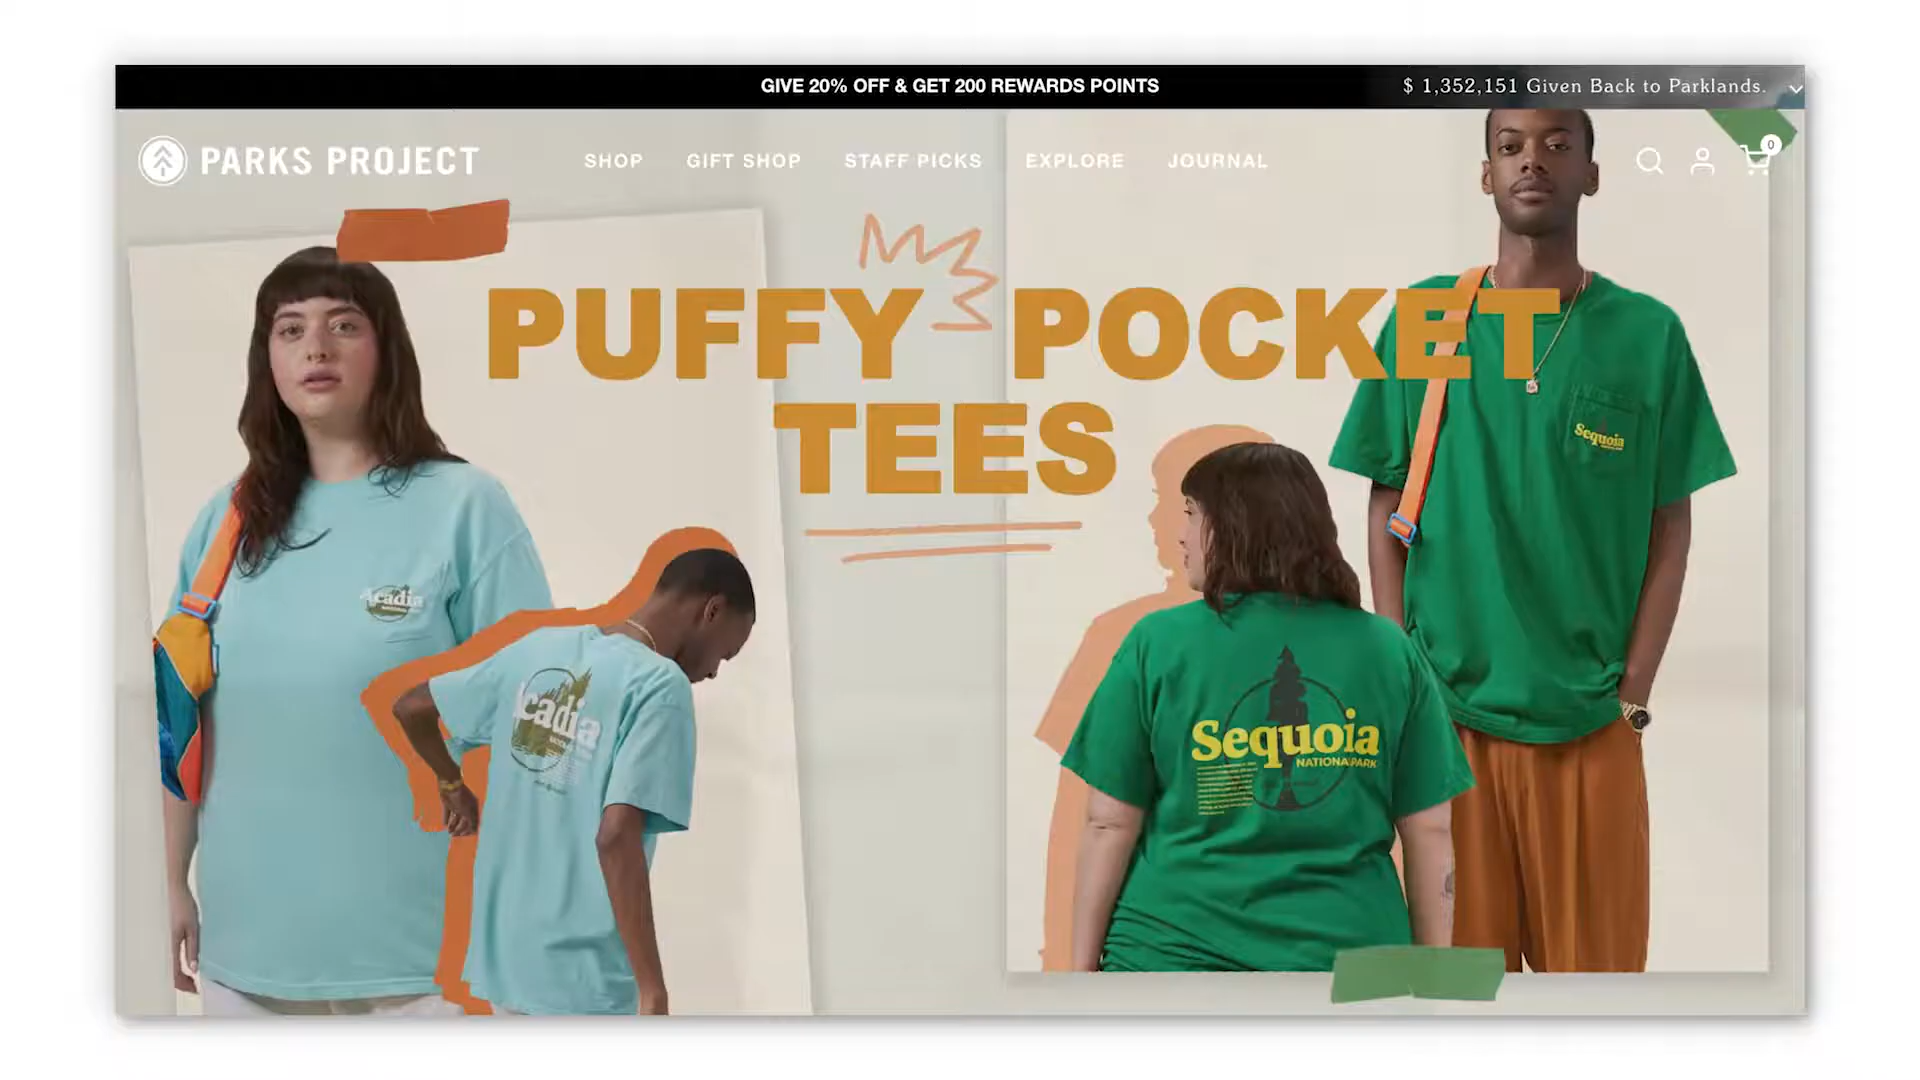 GIVE 20% OFF & GET 200 REWARDS POINTS
$ 1,352,151 Given Back to Parklands.
PARKS PROJECT
SHOP
GIFT SHOP
STAFF PICKS
EXPLORE
JOURNAL
0
PUFFY POCKET
TEES
Sequoia
Acadia
Acadia
Sequoia
NATIONAL PARK